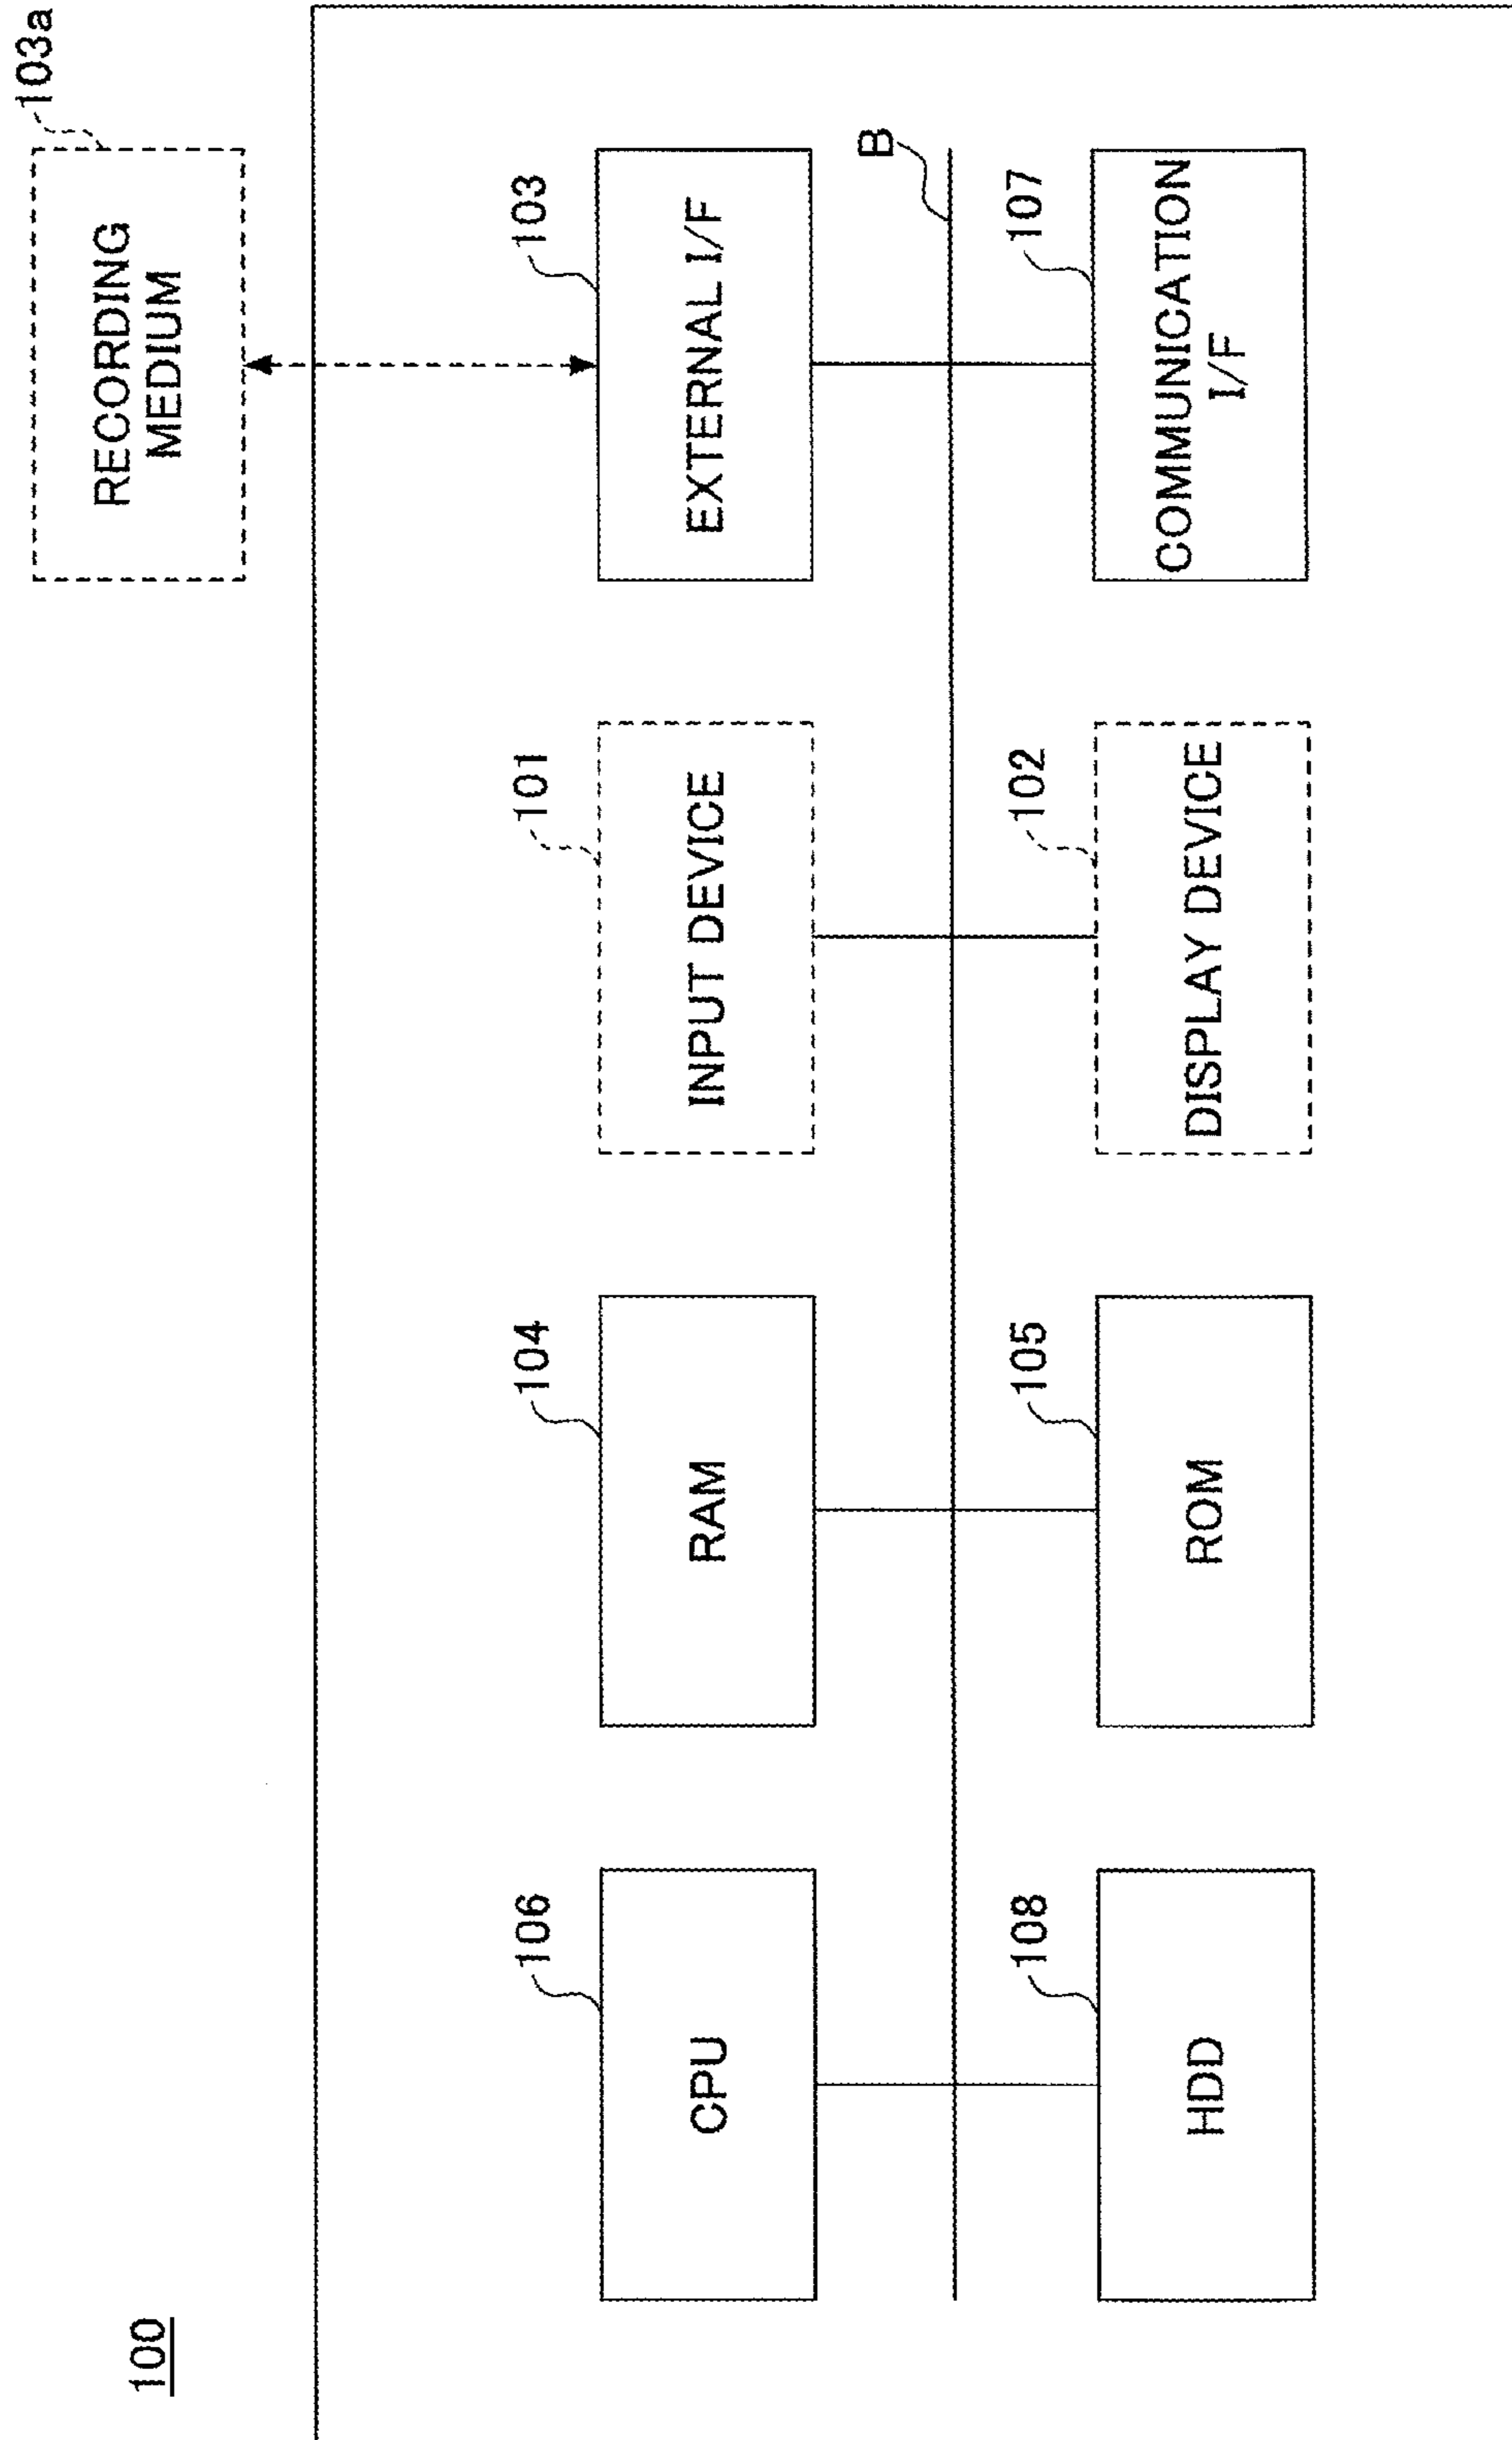 100
RECORDING
MEDIUM
103a
106
CPU
104
RAM
101
INPUT DEVICE
103
EXTERNAL I/F
B
108
HDD
105
ROM
102
DISPLAY DEVICE
107
COMMUNICATION
I/F